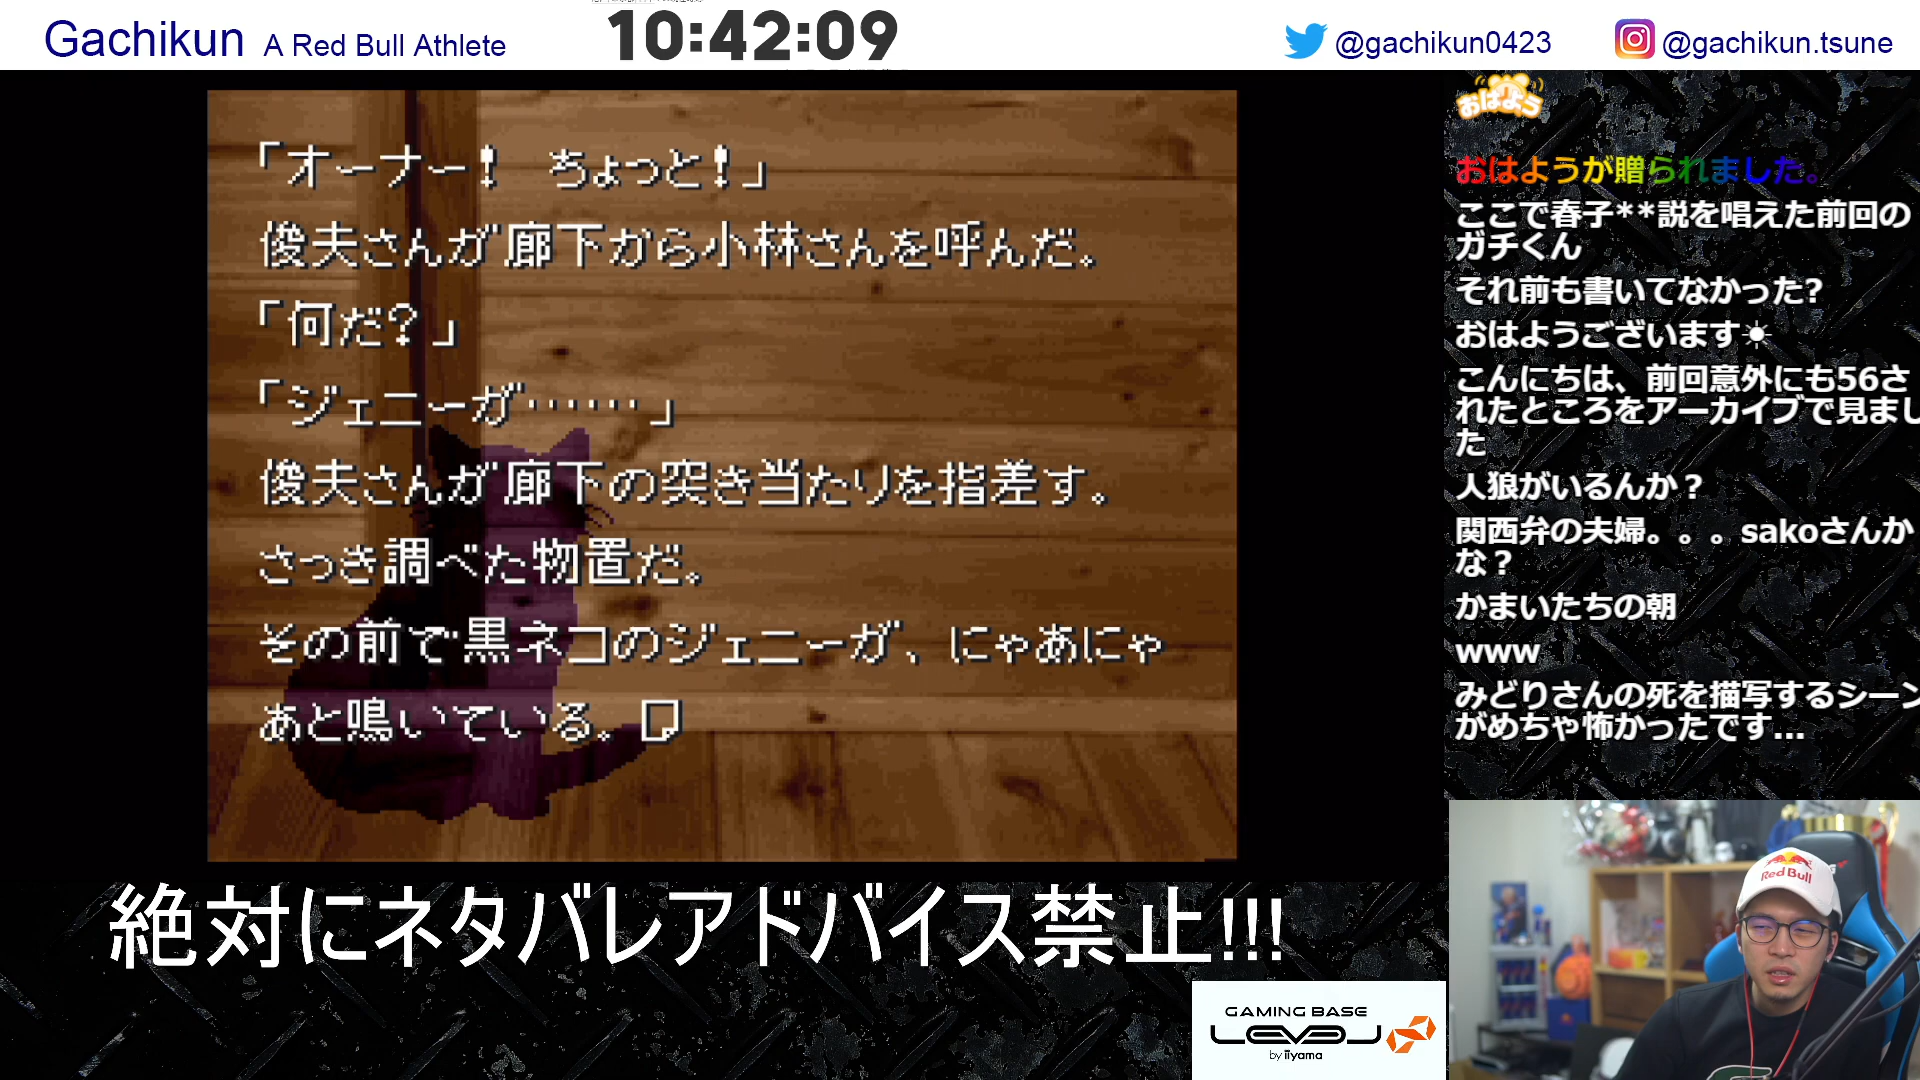 Gachikun A Red Bull Athlete
10:42:09
@gachikun0423
@gachikun.tsune
「オーナー! ちょっと!」
俊夫さんが廊下から小林さんを呼んだ。
「何だ?」
「ジェニーが……」
俊夫さんが廊下の突き当たりを指差す。
さっき調べた物置だ。
その前で黒ネコのジェニーが、にゃあにゃ
あと鳴いている。
おはよう
おはようが贈られました。
ここで春子**説を唱えた前回の
ガチくん
それ前も書いてなかった?
おはようございます☀
こんにちは、前回意外にも56さ
れたところをアーカイブで見まし
た
人狼がいるんか?
関西弁の夫婦。。。sakoさんか
な?
かまいたちの朝
www
みどりさんの死を描写するシーン
がめちゃ怖かったです...
絶対にネタバレアドバイス禁止!!!
GAMING BASE
LEVEL∞
by iiyama
Red Bull